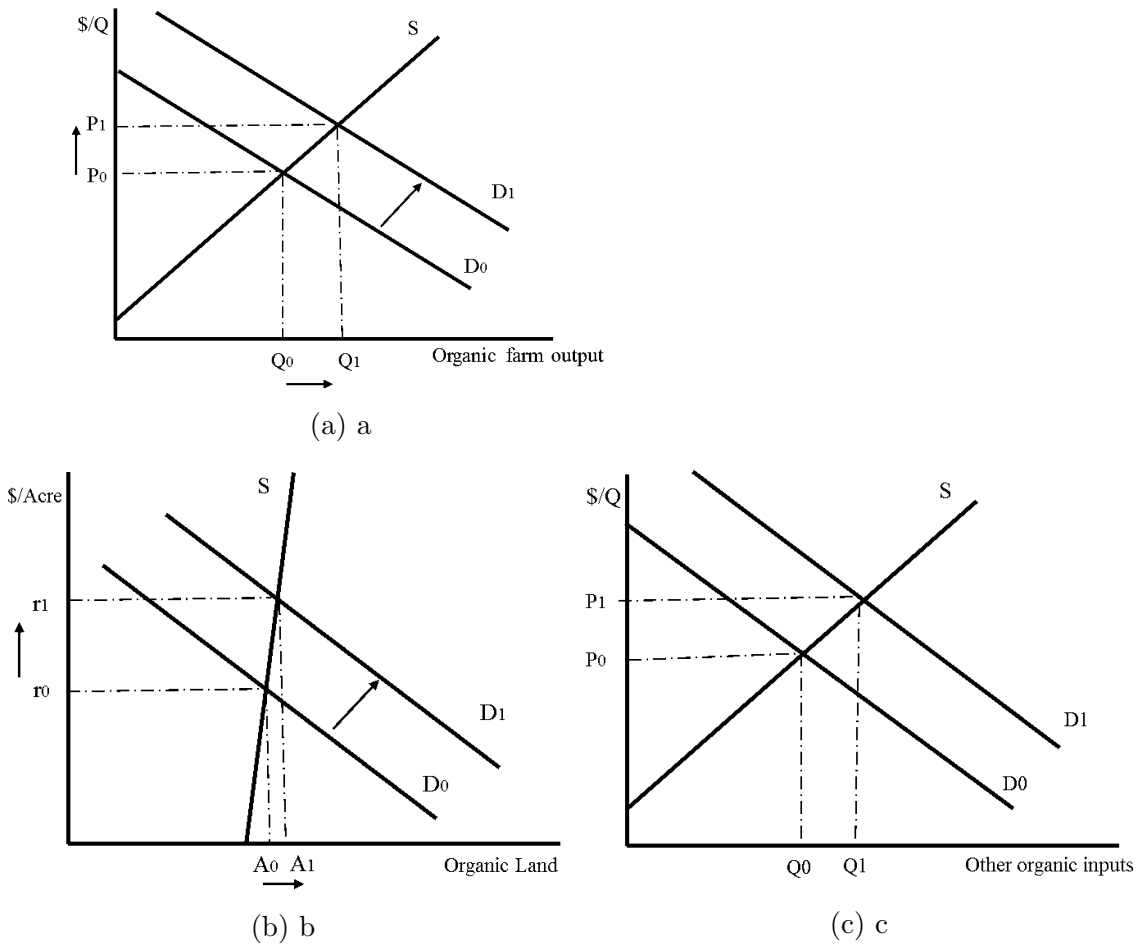 $/Q
S
P1
P0
D1
D0
Q0 Q1
Organic farm output
(a) a
$/Acre
S
r1
r0
D1
D0
A0 A1
Organic Land
(b) b
$/Q
S
P1
P0
D1
D0
Q0 Q1
Other organic inputs
(c) c